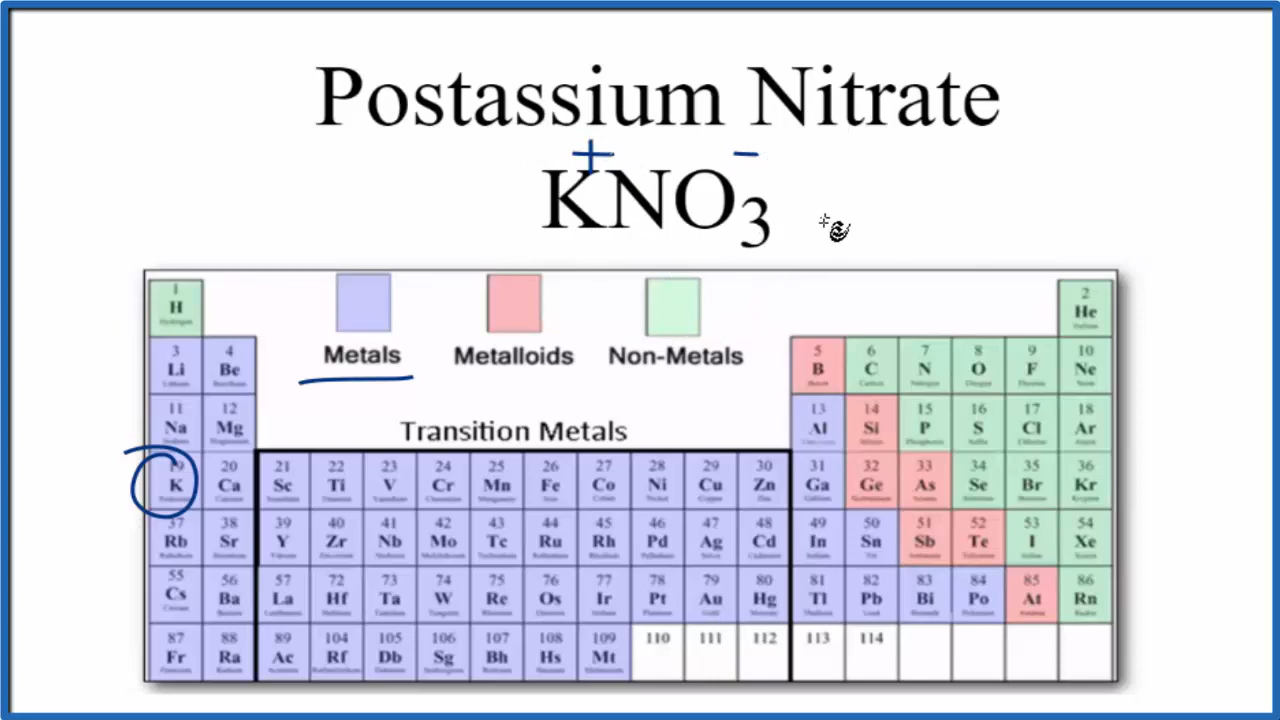 Postassium Nitrate
+ −
KNO3
Metals Metalloids Non-Metals
Transition Metals
1 2
H He
Hydrogen Helium
3 4 5 6 7 8 9 10
Li Be B C N O F Ne
Lithium
11 12 13 14 15 16 17 18
Na Mg Al Si P S Cl Ar
19 20 21 22 23 24 25 26 27 28 29 30 31 32 33 34 35 36
K Ca Sc Ti V Cr Mn Fe Co Ni Cu Zn Ga Ge As Se Br Kr
37 38 39 40 41 42 43 44 45 46 47 48 49 50 51 52 53 54
Rb Sr Y Zr Nb Mo Tc Ru Rh Pd Ag Cd In Sn Sb Te I Xe
55 56 57 72 73 74 75 76 77 78 79 80 81 82 83 84 85 86
Cs Ba La Hf Ta W Re Os Ir Pt Au Hg Tl Pb Bi Po At Rn
87 88 89 104 105 106 107 108 109 110 111 112 113 114
Fr Ra Ac Rf Db Sg Bh Hs Mt